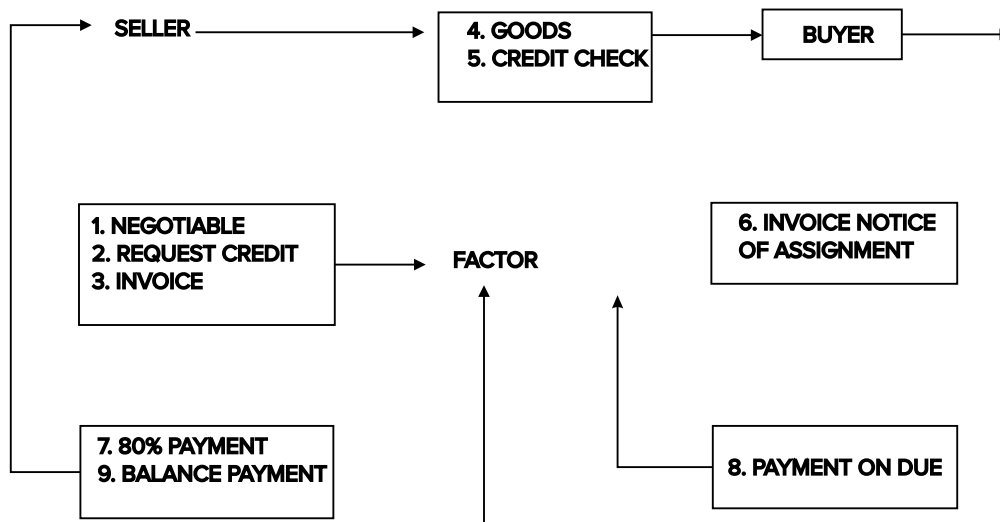 SELLER
4. GOODS
5. CREDIT CHECK
BUYER
1. NEGOTIABLE
2. REQUEST CREDIT
3. INVOICE
FACTOR
6. INVOICE NOTICE
OF ASSIGNMENT
7. 80% PAYMENT
9. BALANCE PAYMENT
8. PAYMENT ON DUE